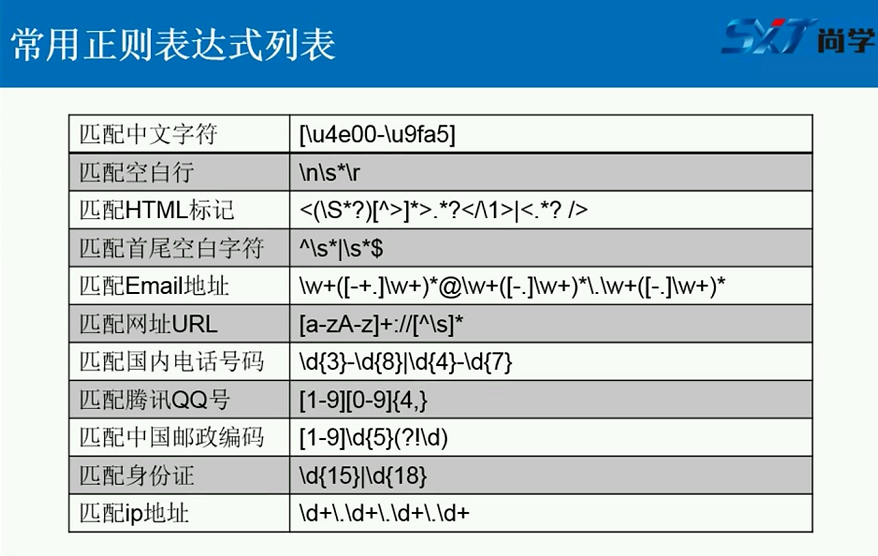 常用正则表达式列表
SXT 尚学
匹配中文字符 [\u4e00-\u9fa5]
匹配空白行 \n\s*\r
匹配HTML标记 <(\S*?)[^>]*>.*?</\1>|<.*? />
匹配首尾空白字符 ^\s*|\s*$
匹配Email地址 \w+([-+.]\w+)*@\w+([-.]\w+)*\.\w+([-.]\w+)*
匹配网址URL [a-zA-z]+://[^\s]*
匹配国内电话号码 \d{3}-\d{8}|\d{4}-\d{7}
匹配腾讯QQ号 [1-9][0-9]{4,}
匹配中国邮政编码 [1-9]\d{5}(?!\d)
匹配身份证 \d{15}|\d{18}
匹配ip地址 \d+\.\d+\.\d+\.\d+